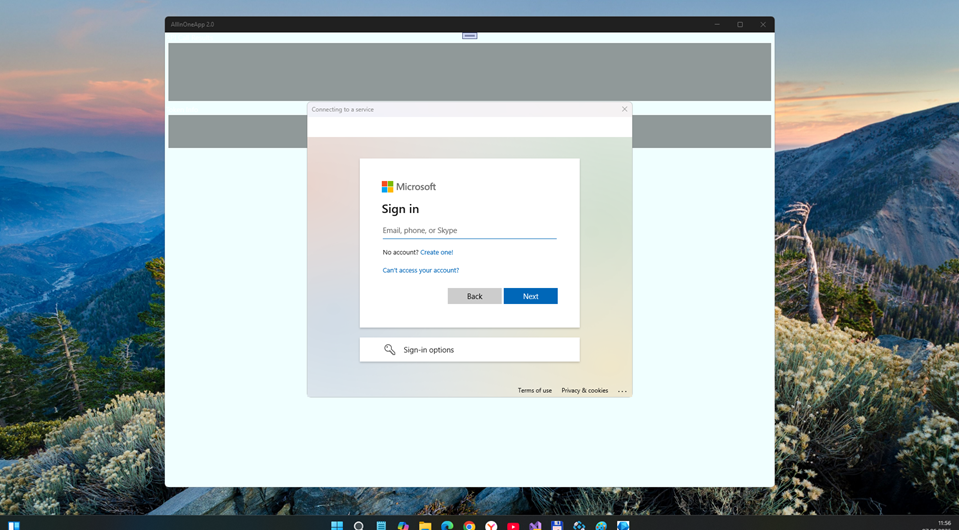 AllInOneApp 2.0
Connecting to a service
Microsoft
Sign in
Email, phone, or Skype
No account? Create one!
Can't access your account?
Back
Next
Sign-in options
Terms of use
Privacy & cookies
...
11:56